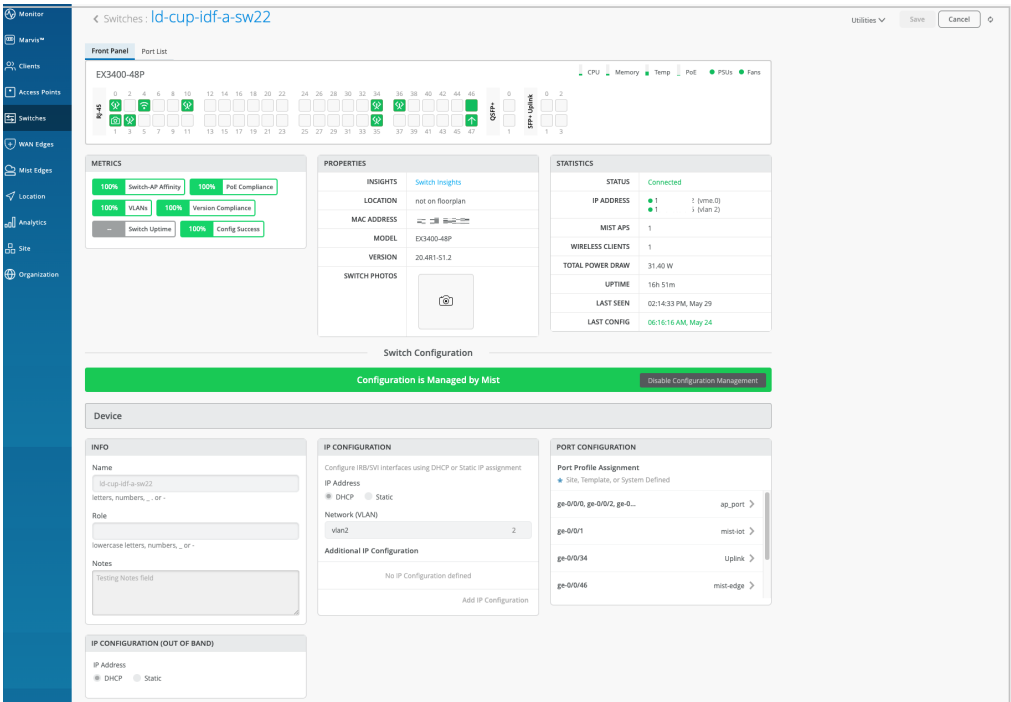 Monitor
Marvis™
Clients
Access Points
Switches
WAN Edges
Mist Edges
Location
Analytics
Site
Organization
Switches : ld-cup-idf-a-sw22
Utilities Save Cancel
Front Panel Port List
EX3400-48P
CPU Memory Temp PoE PSUs Fans
0 2 4 6 8 10 12 14 16 18 20 22 24 26 28 30 32 34 36 38 40 42 44 46 0 0 2
RJ-45 QSFP+ SFP+ Uplink
1 3 5 7 9 11 13 15 17 19 21 23 25 27 29 31 33 35 37 39 41 43 45 47 1 1 3
METRICS
100% Switch-AP Affinity 100% PoE Compliance
100% VLANs 100% Version Compliance
-- Switch Uptime 100% Config Success
PROPERTIES
INSIGHTS Switch Insights
LOCATION not on floorplan
MAC ADDRESS
MODEL EX3400-48P
VERSION 20.4R1-S1.2
SWITCH PHOTOS
STATISTICS
STATUS Connected
IP ADDRESS 1 (vme.0)
1 (vlan 2)
MIST APS 1
WIRELESS CLIENTS 1
TOTAL POWER DRAW 31.40 W
UPTIME 16h 51m
LAST SEEN 02:14:33 PM, May 29
LAST CONFIG 06:16:16 AM, May 24
Switch Configuration
Configuration is Managed by Mist
Disable Configuration Management
Device
INFO
Name
ld-cup-idf-a-sw22
letters, numbers, _ . or -
Role
lowercase letters, numbers, _ or -
Notes
Testing Notes field
IP CONFIGURATION
Configure IRB/SVI interfaces using DHCP or Static IP assignment
IP Address
DHCP Static
Network (VLAN)
vlan2 2
Additional IP Configuration
No IP Configuration defined
Add IP Configuration
PORT CONFIGURATION
Port Profile Assignment
Site, Template, or System Defined
ge-0/0/0, ge-0/0/2, ge-0... ap_port
ge-0/0/1 mist-iot
ge-0/0/34 Uplink
ge-0/0/46 mist-edge
IP CONFIGURATION (OUT OF BAND)
IP Address
DHCP Static